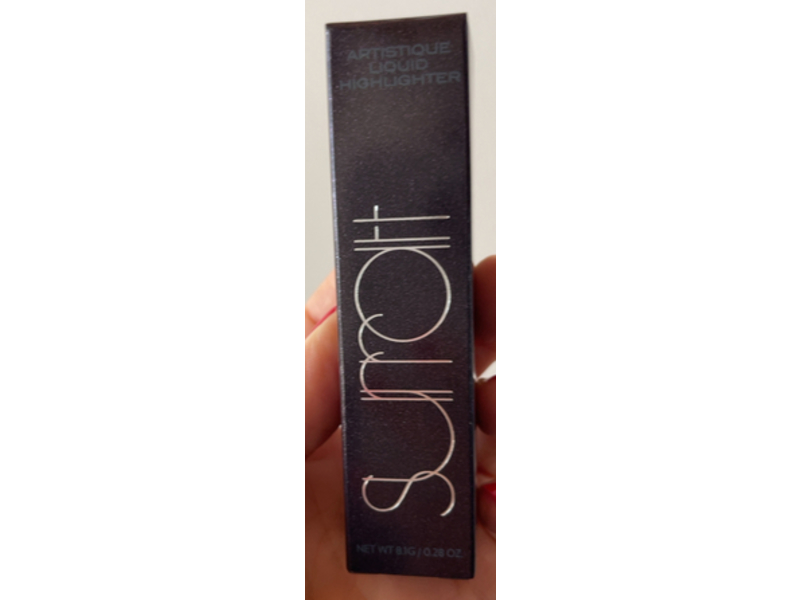 ARTISTIQUE
LIQUID
HIGHLIGHTER
surratt
NET WT 8.1G / 0.28 OZ.